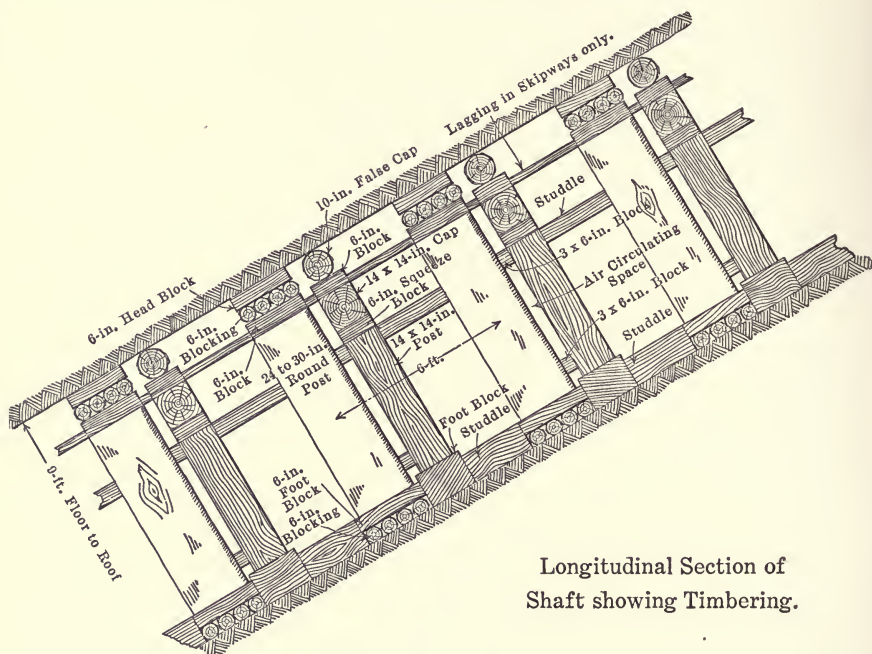 Lagging in Skipways only.
10-in. False Cap
6-in.
Block
14 x 14-in. Cap
6-in. Squeeze
Block
14 x 14-in.
Post
6-ft.
Studdle
3 x 6-in. Block
Air Circulating
Space
3 x 6-in. Block
Studdle
6-in. Head Block
6-in.
Blocking
6-in.
Block
24 to 30-in.
Round
Post
Foot Block
Studdle
6-in.
Foot
Block
6-in.
Blocking
9-ft. Floor to Roof
Longitudinal Section of
Shaft showing Timbering.